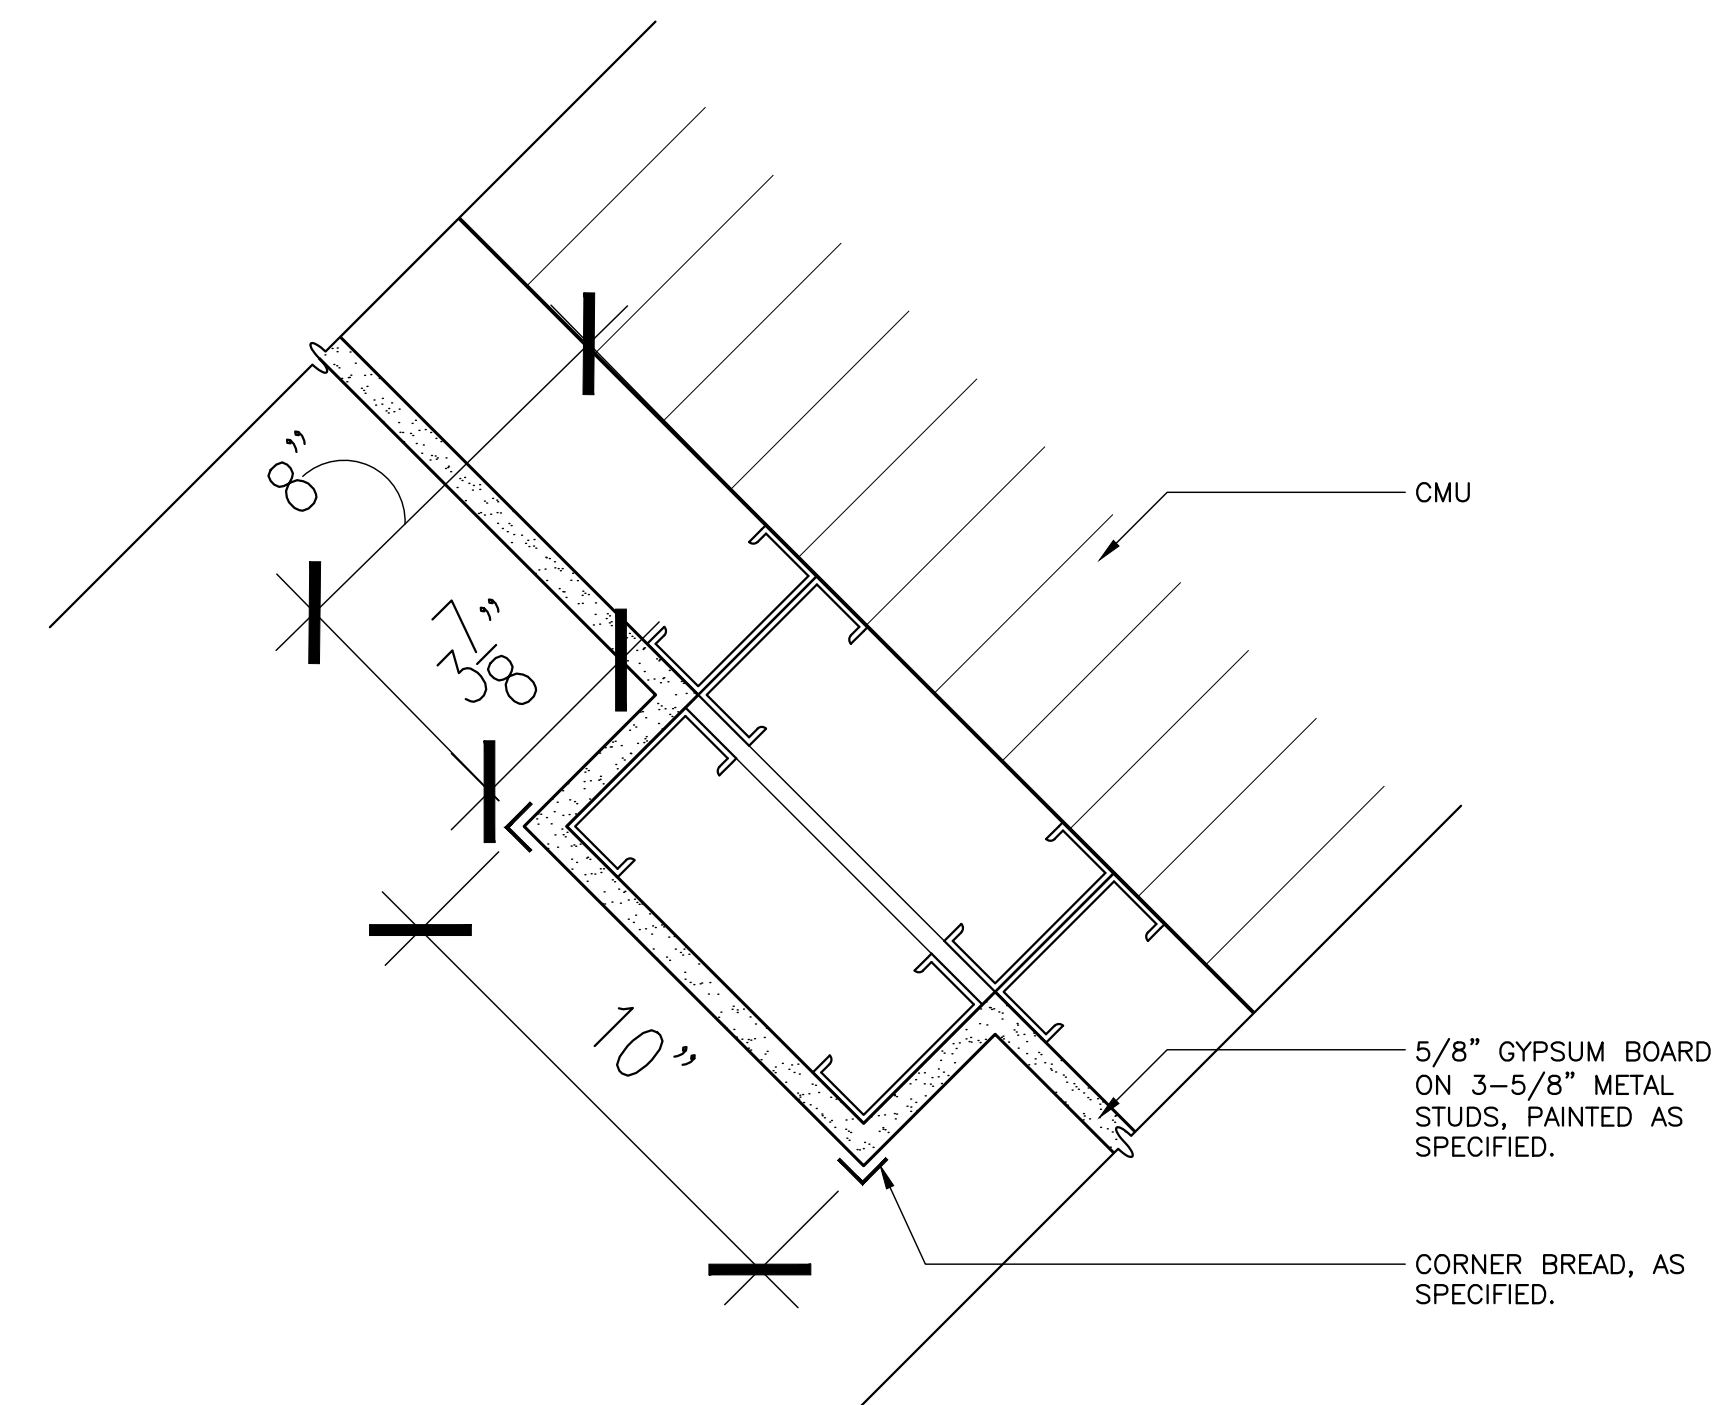 CMU
8"
3 7/8"
10"
5/8" GYPSUM BOARD
ON 3-5/8" METAL
STUDS, PAINTED AS
SPECIFIED.
CORNER BREAD, AS
SPECIFIED.